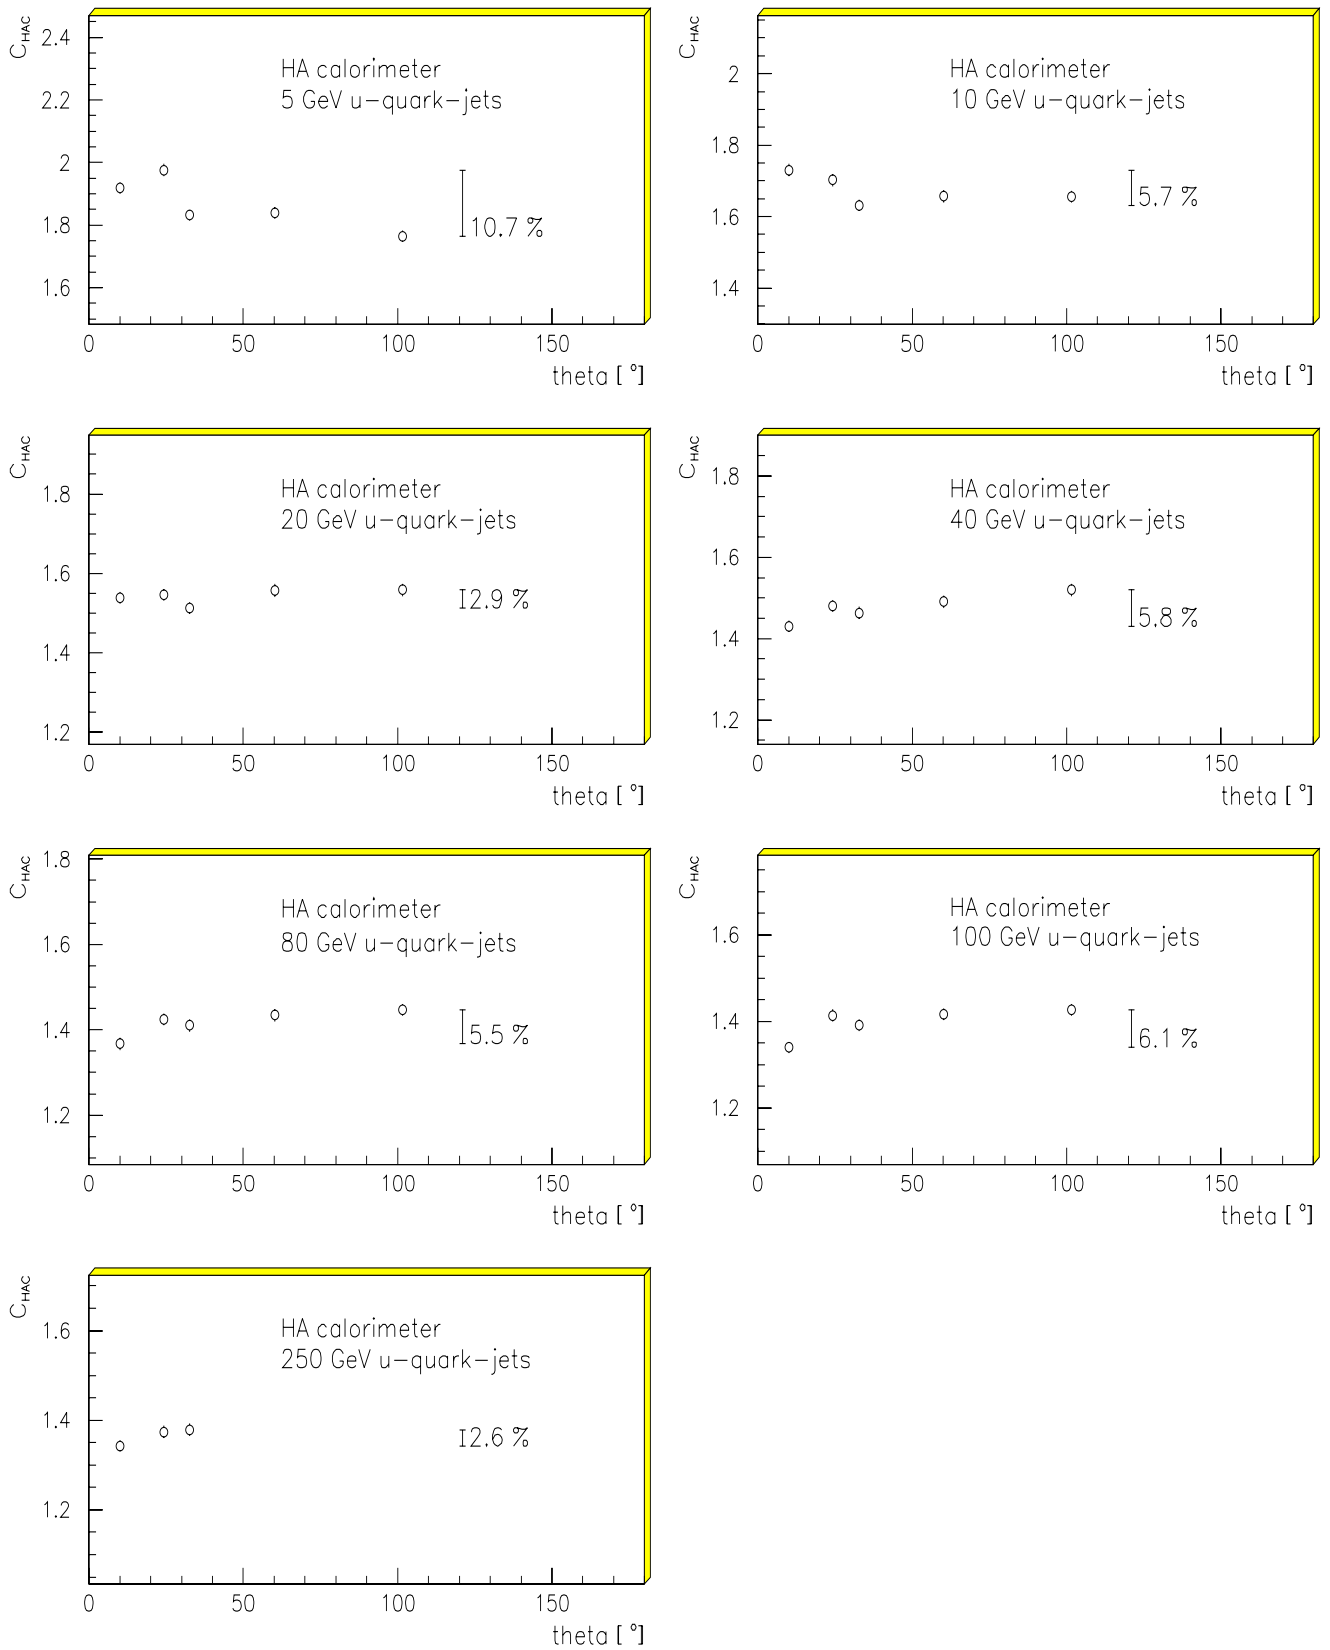 C_HAC
2.4
2.2
2
1.8
1.6
HA calorimeter
5 GeV u-quark-jets
10.7 %
0 50 100 150
theta [ °]
C_HAC
2
1.8
1.6
1.4
HA calorimeter
10 GeV u-quark-jets
5.7 %
0 50 100 150
theta [ °]
C_HAC
1.8
1.6
1.4
1.2
HA calorimeter
20 GeV u-quark-jets
2.9 %
0 50 100 150
theta [ °]
C_HAC
1.8
1.6
1.4
1.2
HA calorimeter
40 GeV u-quark-jets
5.8 %
0 50 100 150
theta [ °]
C_HAC
1.8
1.6
1.4
1.2
HA calorimeter
80 GeV u-quark-jets
5.5 %
0 50 100 150
theta [ °]
C_HAC
1.6
1.4
1.2
HA calorimeter
100 GeV u-quark-jets
6.1 %
0 50 100 150
theta [ °]
C_HAC
1.6
1.4
1.2
HA calorimeter
250 GeV u-quark-jets
2.6 %
0 50 100 150
theta [ °]